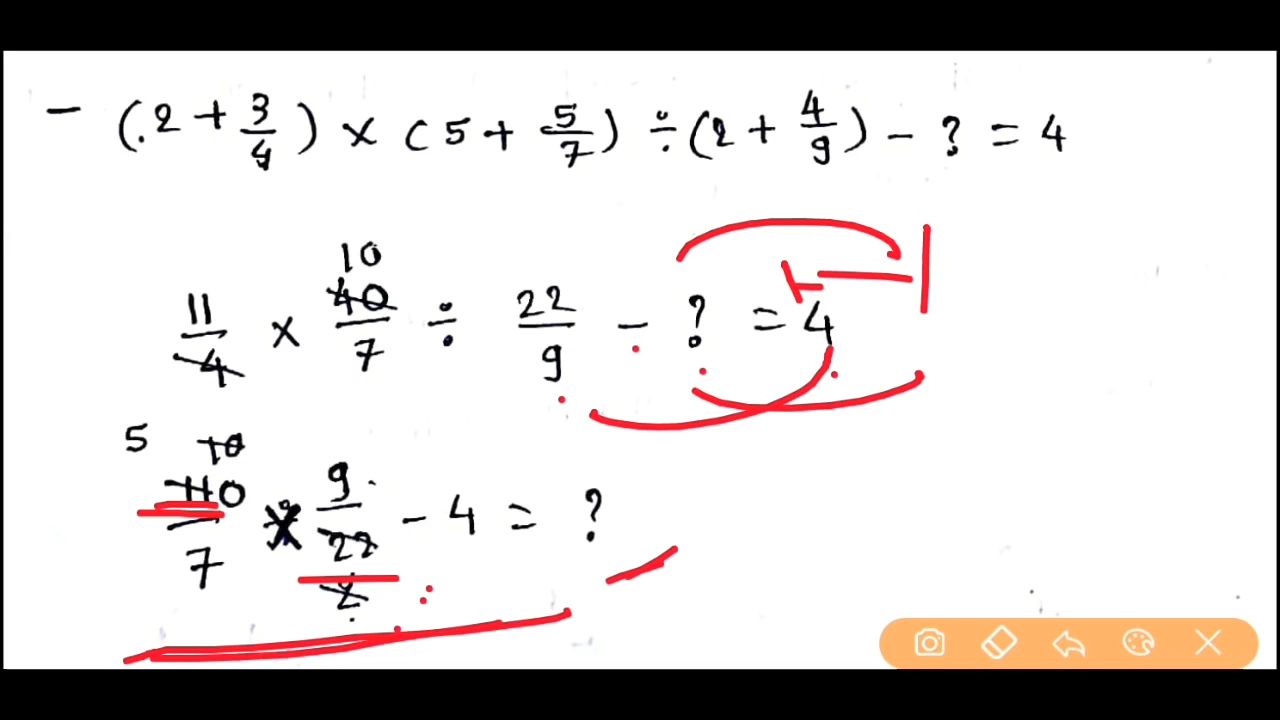 - (.2 + 3/4) × (5 + 5/7) ÷ (2 + 4/9) - ? = 4
10
11/4 × 40/7 ÷ 22/9 - ? = 4
5 10
110/7 × 9/22 - 4 = ?
2